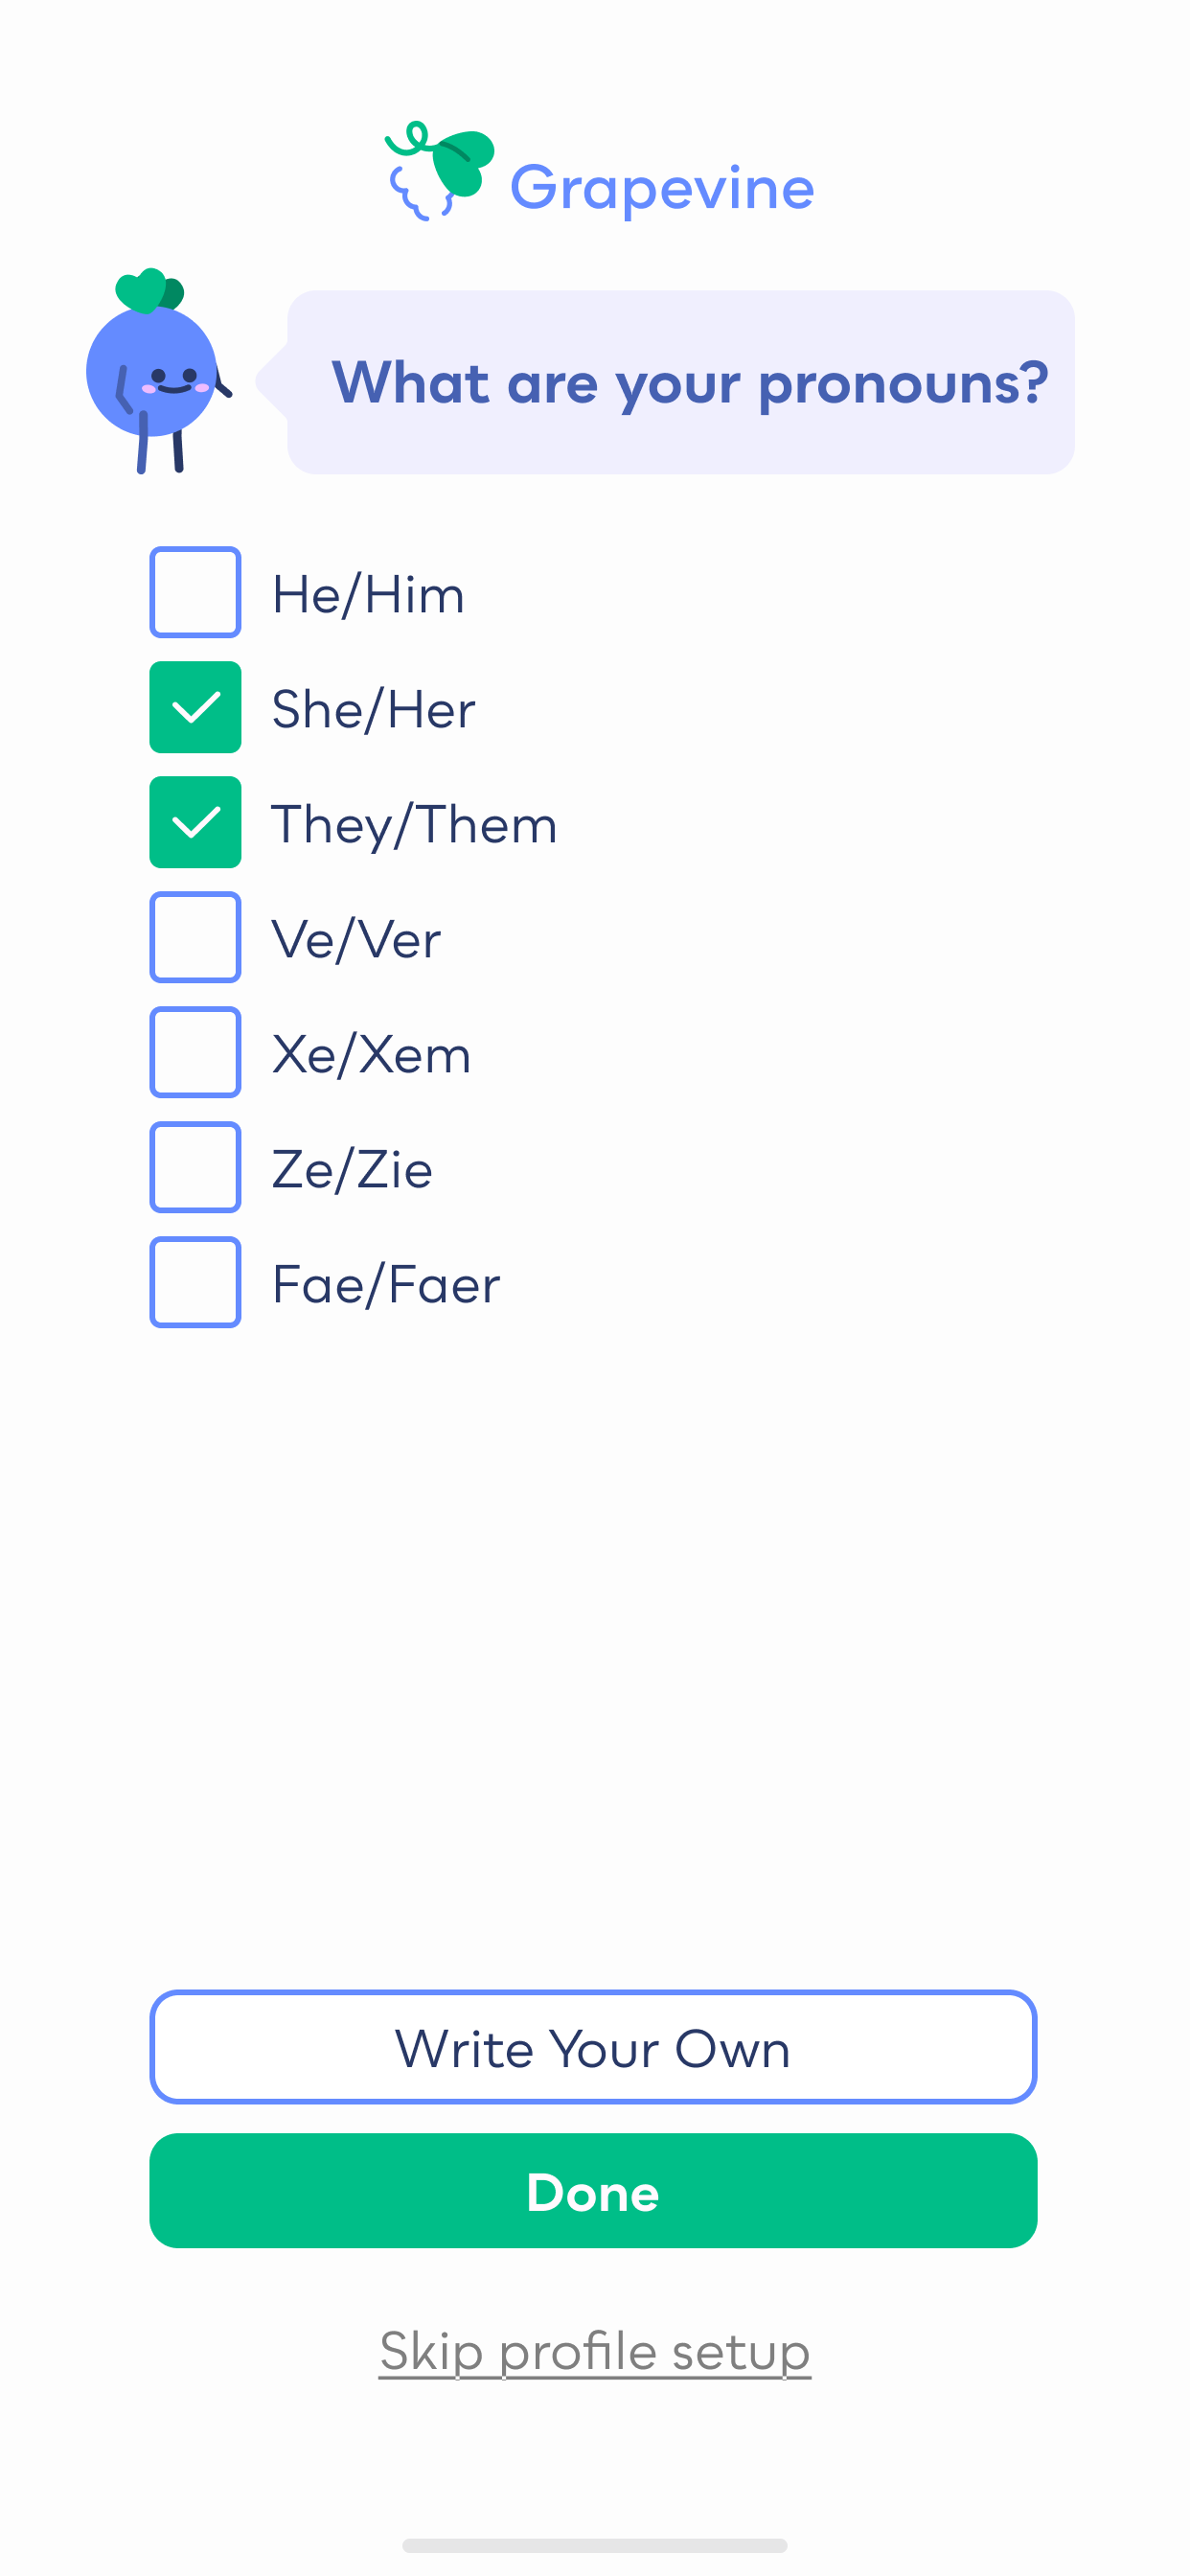 Grapevine
What are your pronouns?
He/Him
She/Her
They/Them
Ve/Ver
Xe/Xem
Ze/Zie
Fae/Faer
Write Your Own
Done
Skip profile setup